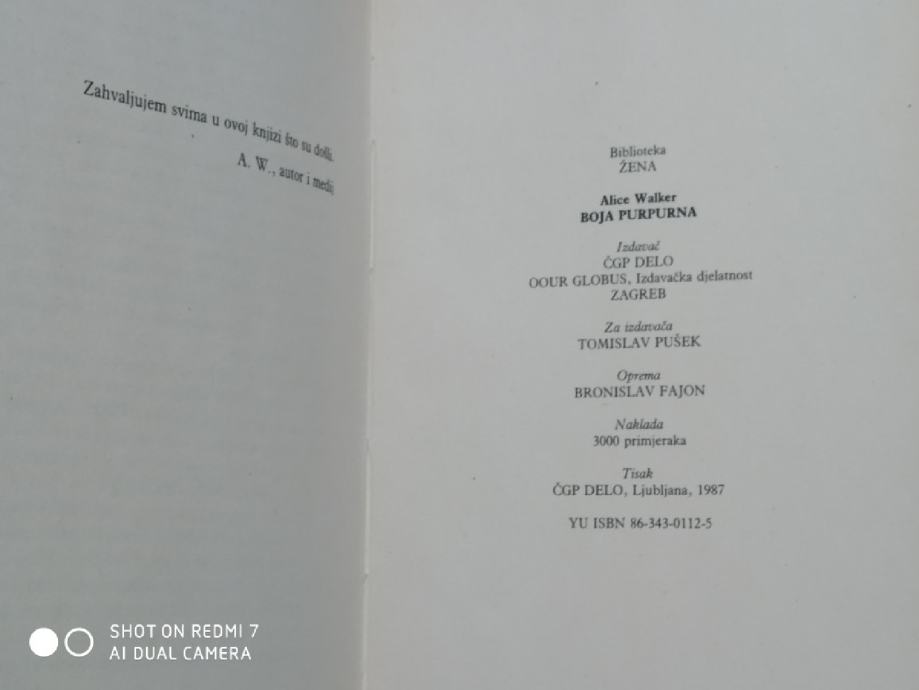 Zahvaljujem svima u ovoj knjizi što su došli.
A. W., autor i medij
Biblioteka
ŽENA
Alice Walker
BOJA PURPURNA
Izdavač
ČGP DELO
OOUR GLOBUS, Izdavačka djelatnost
ZAGREB
Za izdavača
TOMISLAV PUŠEK
Oprema
BRONISLAV FAJON
Naklada
3000 primjeraka
Tisak
ČGP DELO, Ljubljana, 1987
YU ISBN 86-343-0112-5
SHOT ON REDMI 7
AI DUAL CAMERA